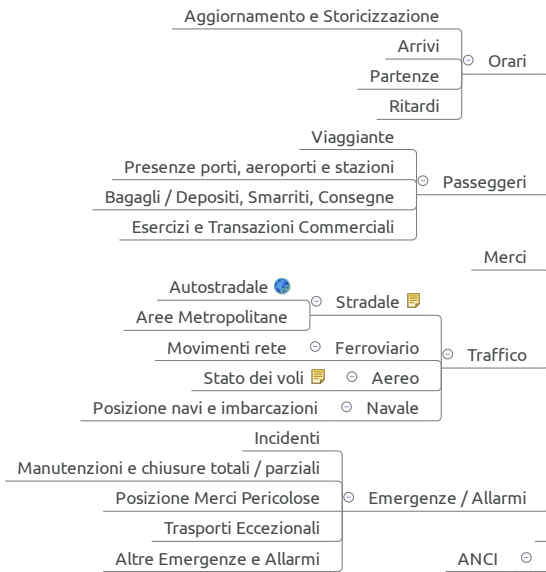 Aggiornamento e Storicizzazione
Arrivi
Orari
Partenze
Ritardi
Viaggiante
Presenze porti, aeroporti e stazioni
Passeggeri
Bagagli / Depositi, Smarriti, Consegne
Esercizi e Transazioni Commerciali
Merci
Autostradale
Stradale
Aree Metropolitane
Movimenti rete
Ferroviario
Traffico
Stato dei voli
Aereo
Posizione navi e imbarcazioni
Navale
Incidenti
Manutenzioni e chiusure totali / parziali
Posizione Merci Pericolose
Emergenze / Allarmi
Trasporti Eccezionali
Altre Emergenze e Allarmi
ANCI